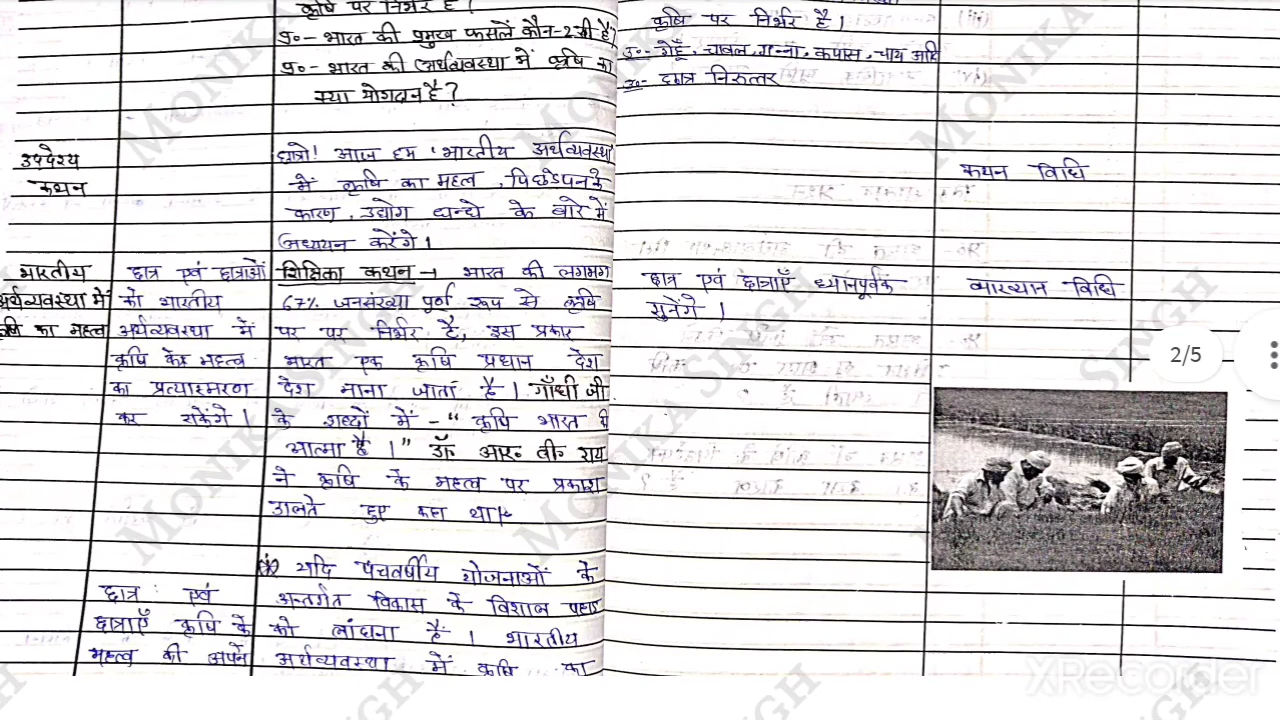 कृषि पर निर्भर है।
प्र०- भारत की प्रमुख फसलें कौन-2 सी हैं?
प्र०- भारत की अर्थव्यवस्था में कृषि का
क्या योगदान है?
कृषि पर निर्भर है।
उ०- गेहूँ, चावल, गन्ना, कपास, चाय आदि
उ०- छात्र निरुत्तर
उददेश्य
कथन
छात्रो! आज हम 'भारतीय अर्थव्यवस्था
में कृषि का महत्व, पिछडेपन के
कारण, उद्योग धन्धो के बारे में
अध्ययन करेंगे।
कथन विधि
भारतीय
अर्थव्यवस्था में
कृषि का महत्व
छात्र एवं छात्राओं
को भारतीय
अर्थव्यवस्था में
कृषि के महत्व
का प्रत्यास्मरण
कर सकेंगे।
शिक्षिका कथन → भारत की लगभग
67% जनसंख्या पूर्ण रूप से कृषि
पर पर निर्भर है, इस प्रकार
भारत एक कृषि प्रधान देश
देश माना जाता है। गाँधी जी
के शब्दों में -" कृषि भारत की
आत्मा है।" डॉ० आर० वी० राय
ने कृषि के महत्व पर प्रकाश
डालते हुए कहा था।-
छात्र एवं छात्राएँ ध्यानपूर्वक
सुनेंगे।
व्याख्यान विधि
छात्र एवं
छात्राएँ कृषि के
महत्व को अपने
यदि पंचवर्षीय योजनाओं के
अन्तर्गत विकास के विशाल पहाड
को लांघना है। भारतीय
अर्थव्यवस्था में कृषि का
2/5
MONIKA SINGH
XRecorder